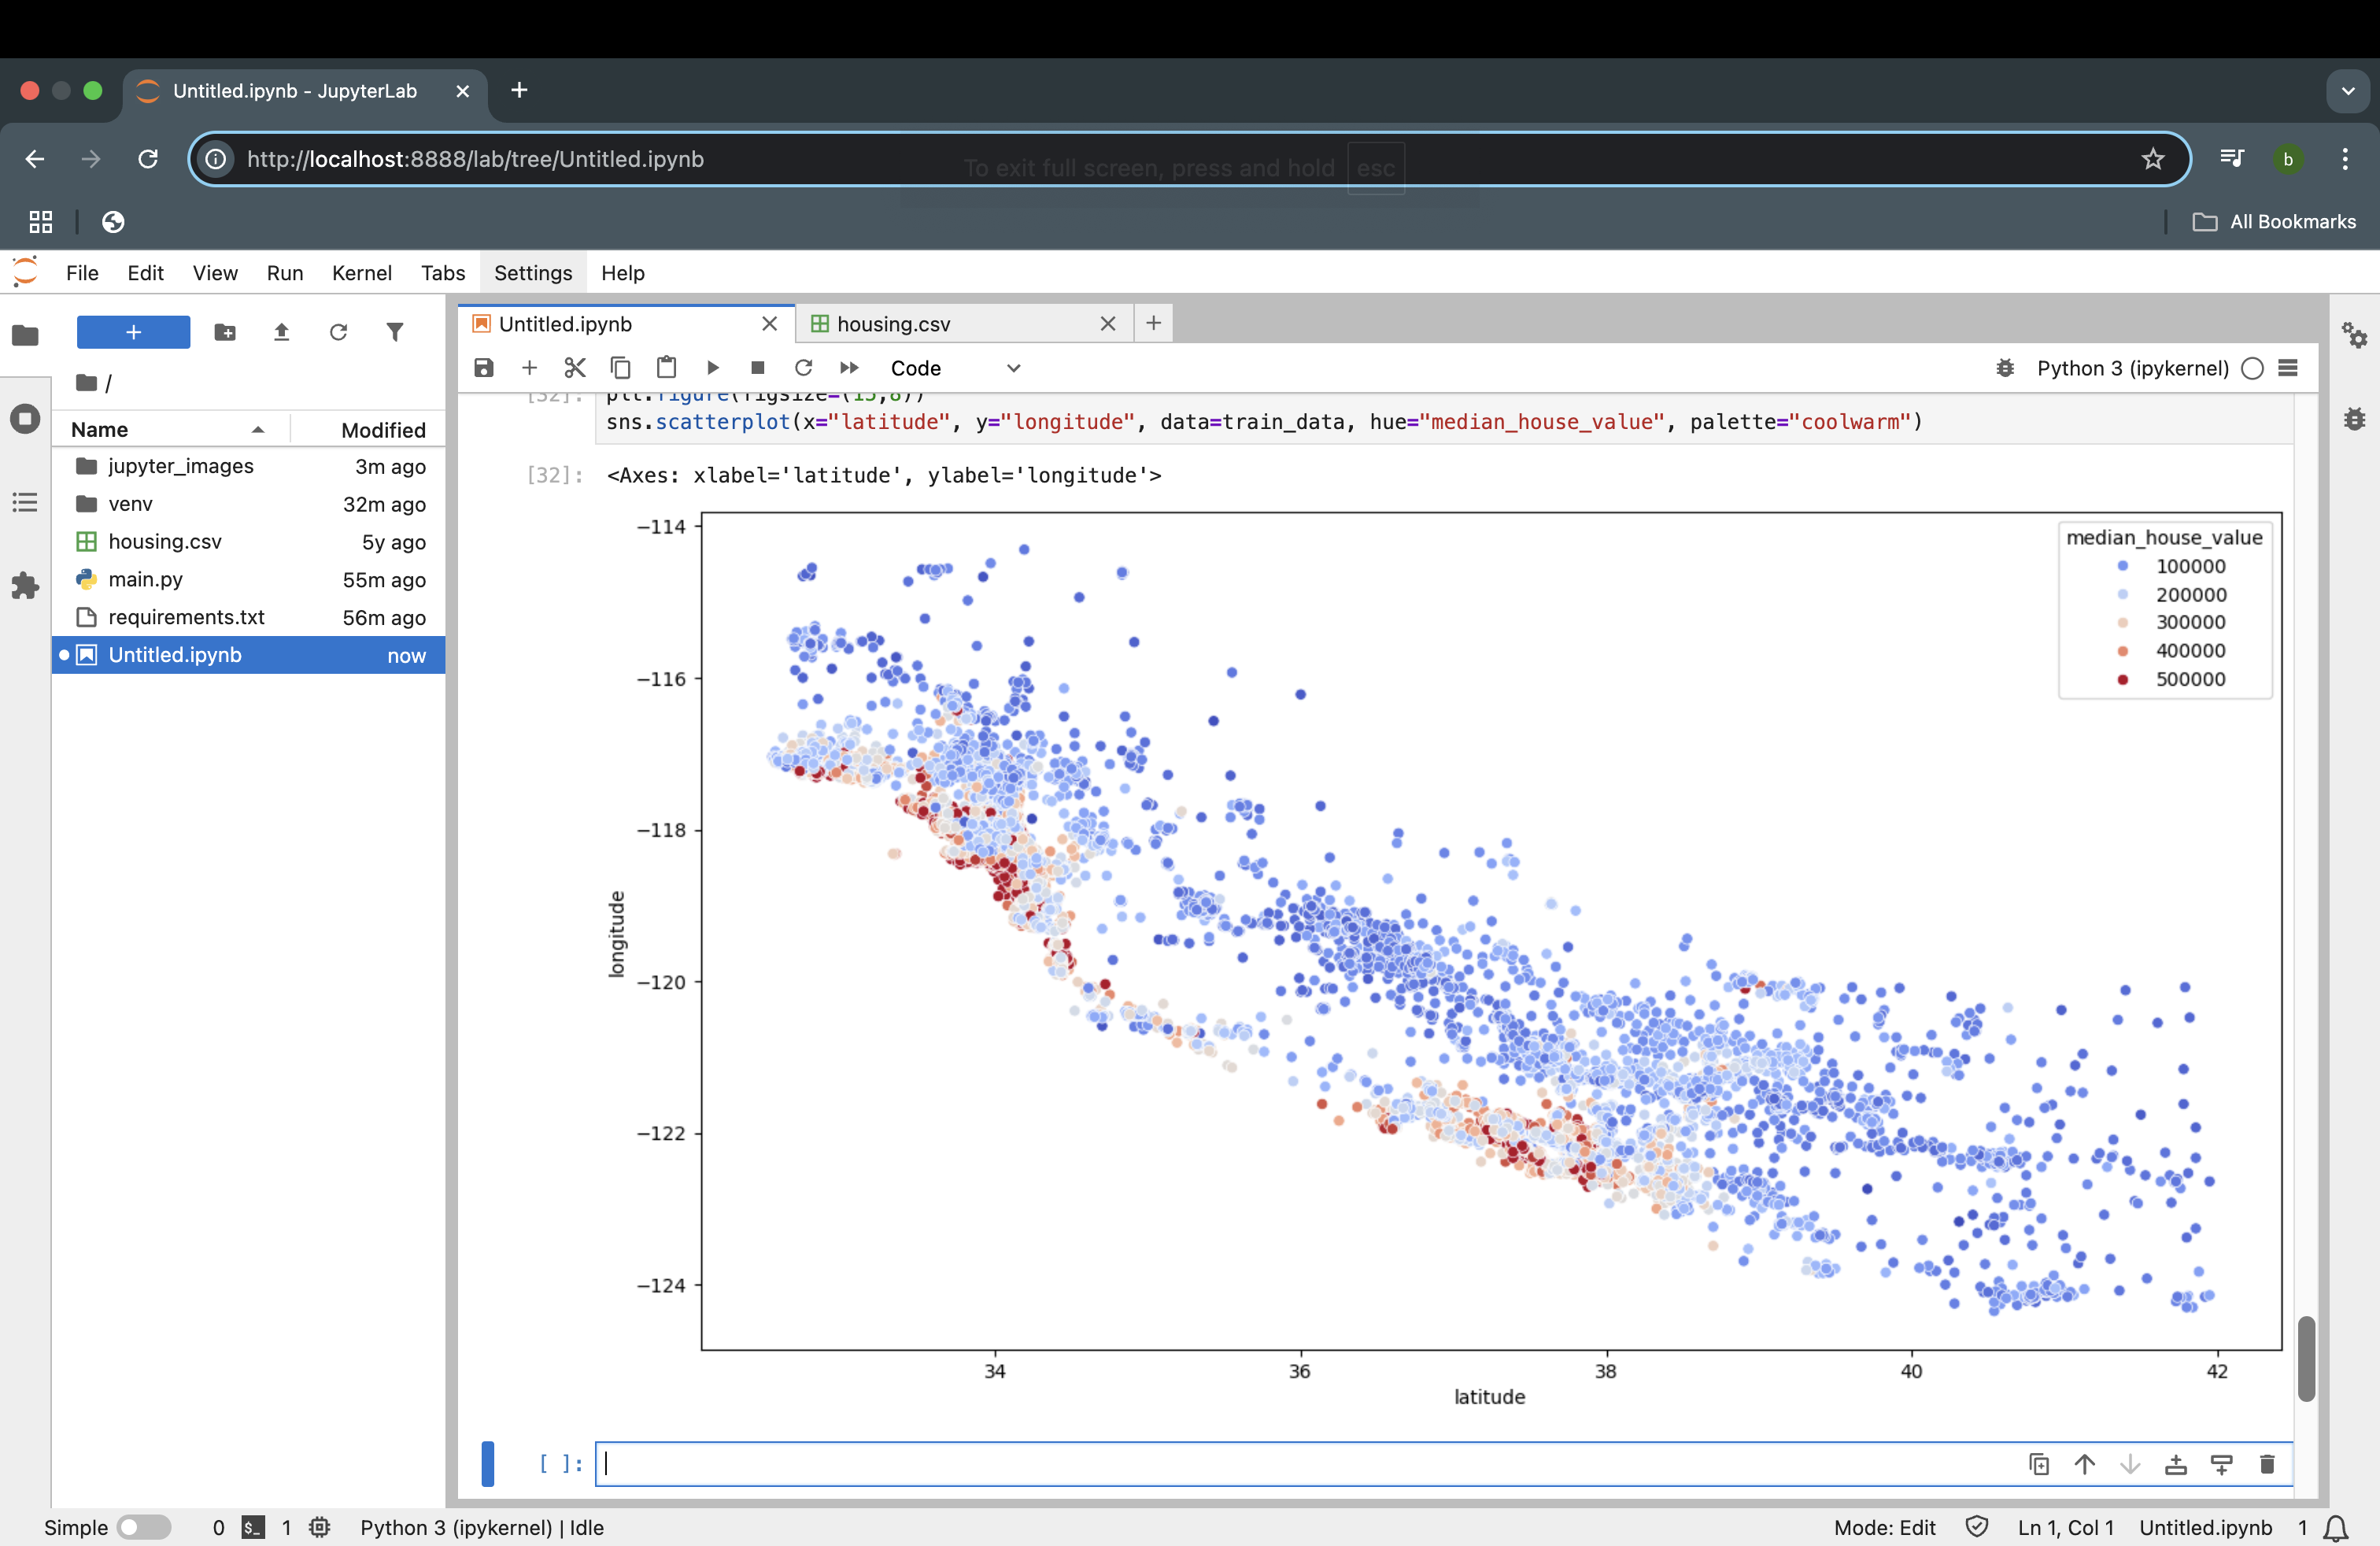 Untitled.ipynb - JupyterLab
http://localhost:8888/lab/tree/Untitled.ipynb
To exit full screen, press and hold esc
b
All Bookmarks
File Edit View Run Kernel Tabs Settings Help
Untitled.ipynb
housing.csv
Code
Python 3 (ipykernel)
/
Name Modified
jupyter_images 3m ago
venv 32m ago
housing.csv 5y ago
main.py 55m ago
requirements.txt 56m ago
Untitled.ipynb now
[32]: plt.figure(figsize=(15,8))
sns.scatterplot(x="latitude", y="longitude", data=train_data, hue="median_house_value", palette="coolwarm")
[32]: <Axes: xlabel='latitude', ylabel='longitude'>
median_house_value
100000
200000
300000
400000
500000
−114
−116
−118
−120
−122
−124
longitude
34 36 38 40 42
latitude
[ ]:
Simple 0 $_ 1 Python 3 (ipykernel) | Idle
Mode: Edit Ln 1, Col 1 Untitled.ipynb 1